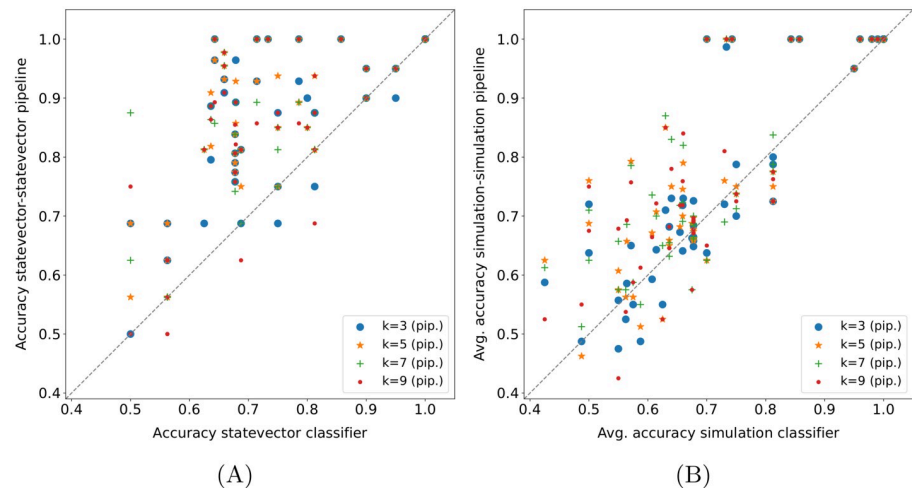 1.0
0.9
0.8
0.7
0.6
0.5
0.4
Accuracy statevector-statevector pipeline
0.4 0.5 0.6 0.7 0.8 0.9 1.0
Accuracy statevector classifier
k=3 (pip.)
k=5 (pip.)
k=7 (pip.)
k=9 (pip.)
(A)
1.0
0.9
0.8
0.7
0.6
0.5
0.4
Avg. accuracy simulation-simulation pipeline
0.4 0.5 0.6 0.7 0.8 0.9 1.0
Avg. accuracy simulation classifier
k=3 (pip.)
k=5 (pip.)
k=7 (pip.)
k=9 (pip.)
(B)